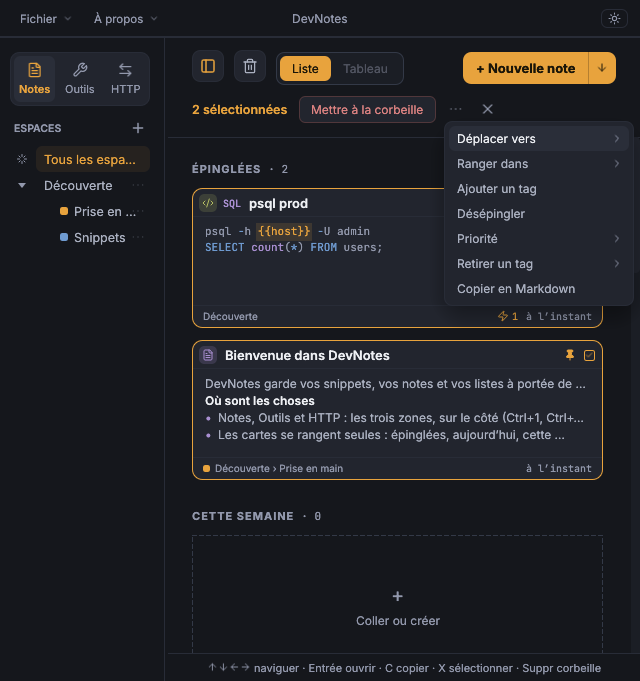 Fichier
À propos
DevNotes
Notes
Outils
HTTP
ESPACES
Tous les espa...
Découverte
Prise en ...
Snippets
Liste
Tableau
+ Nouvelle note
2 sélectionnées
Mettre à la corbeille
Déplacer vers
Ranger dans
Ajouter un tag
Désépingler
Priorité
Retirer un tag
Copier en Markdown
ÉPINGLÉES · 2
SQL psql prod
psql -h {{host}} -U admin
SELECT count(*) FROM users;
Découverte
1 à l'instant
Bienvenue dans DevNotes
DevNotes garde vos snippets, vos notes et vos listes à portée de ...
Où sont les choses
• Notes, Outils et HTTP : les trois zones, sur le côté (Ctrl+1, Ctrl+...
• Les cartes se rangent seules : épinglées, aujourd'hui, cette ...
Découverte › Prise en main
à l'instant
CETTE SEMAINE · 0
+
Coller ou créer
↑↓←→ naviguer · Entrée ouvrir · C copier · X sélectionner · Suppr corbeille